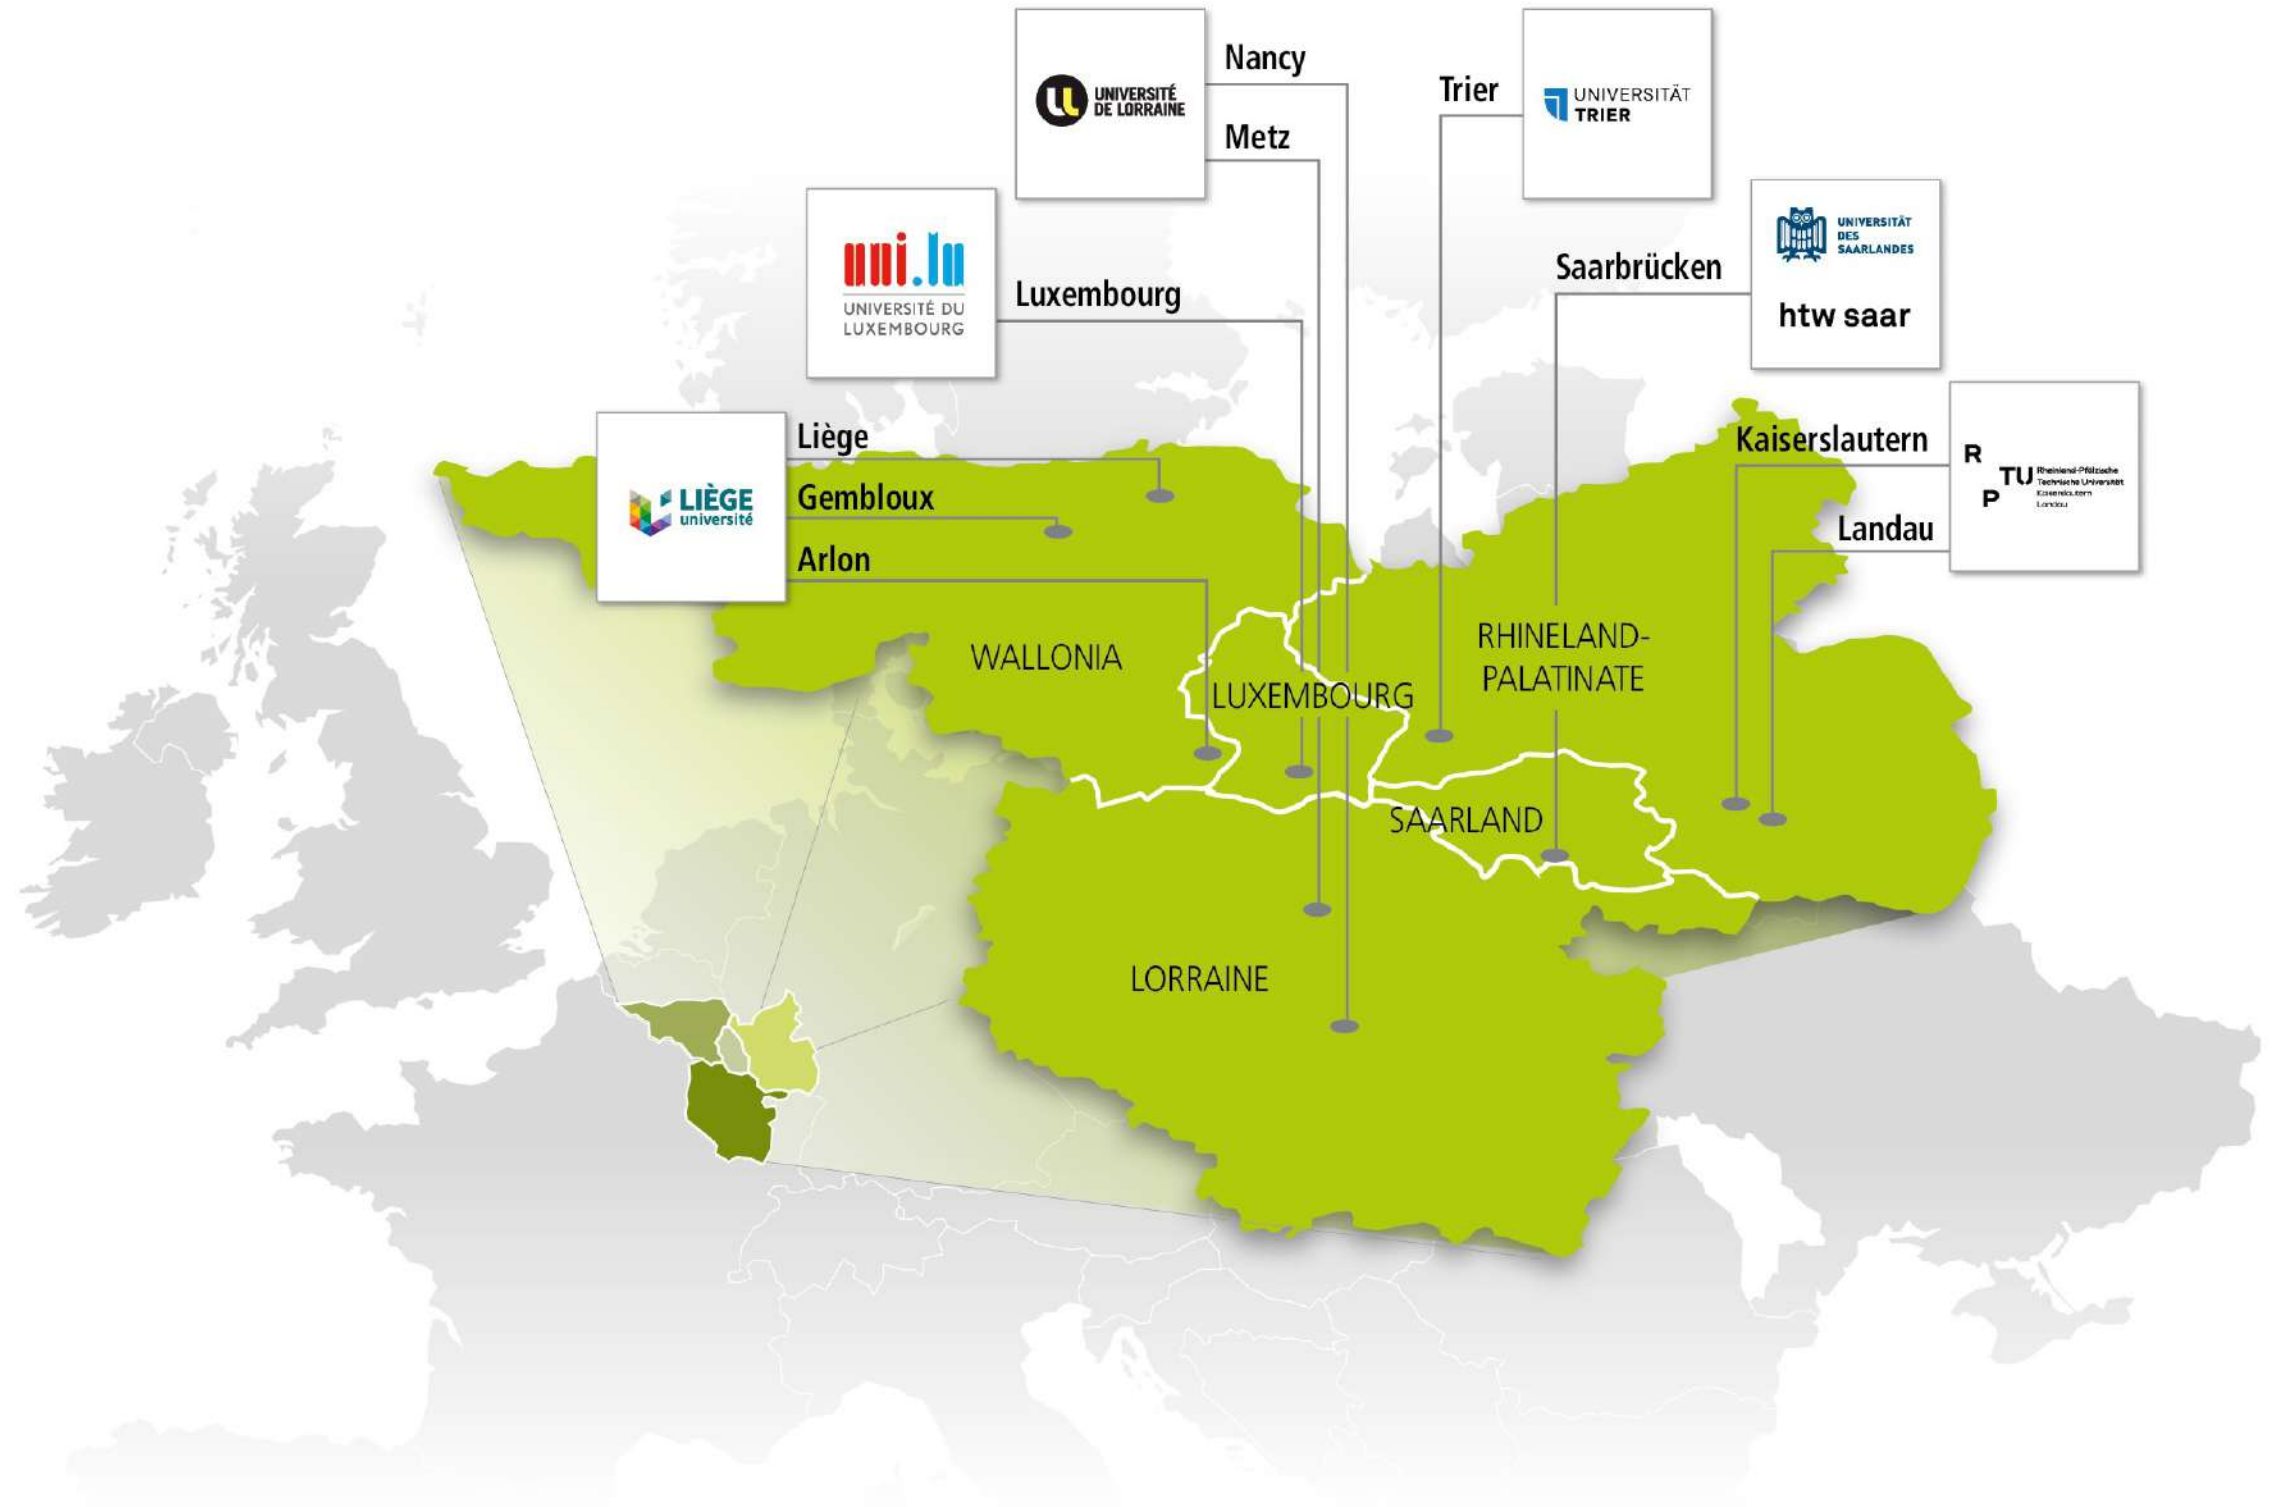 Nancy
UNIVERSITÉ
DE LORRAINE
Metz
Trier
UNIVERSITÄT
TRIER
uni.lu
UNIVERSITÉ DU
LUXEMBOURG
Luxembourg
Saarbrücken
UNIVERSITÄT
DES
SAARLANDES
htw saar
LIÈGE
université
Liège
Gembloux
Arlon
Kaiserslautern
Landau
R
P
TU
Rheinland-Pfälzische
Technische Universität
Kaiserslautern
Landau
WALLONIA
LUXEMBOURG
RHINELAND-
PALATINATE
SAARLAND
LORRAINE